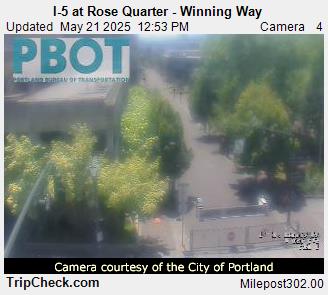 I-5 at Rose Quarter - Winning Way
Updated May 21 2025 12:53 PM Camera 4
PBOT
PORTLAND BUREAU OF TRANSPORTATION
Camera courtesy of the City of Portland
TripCheck.com Milepost302.00